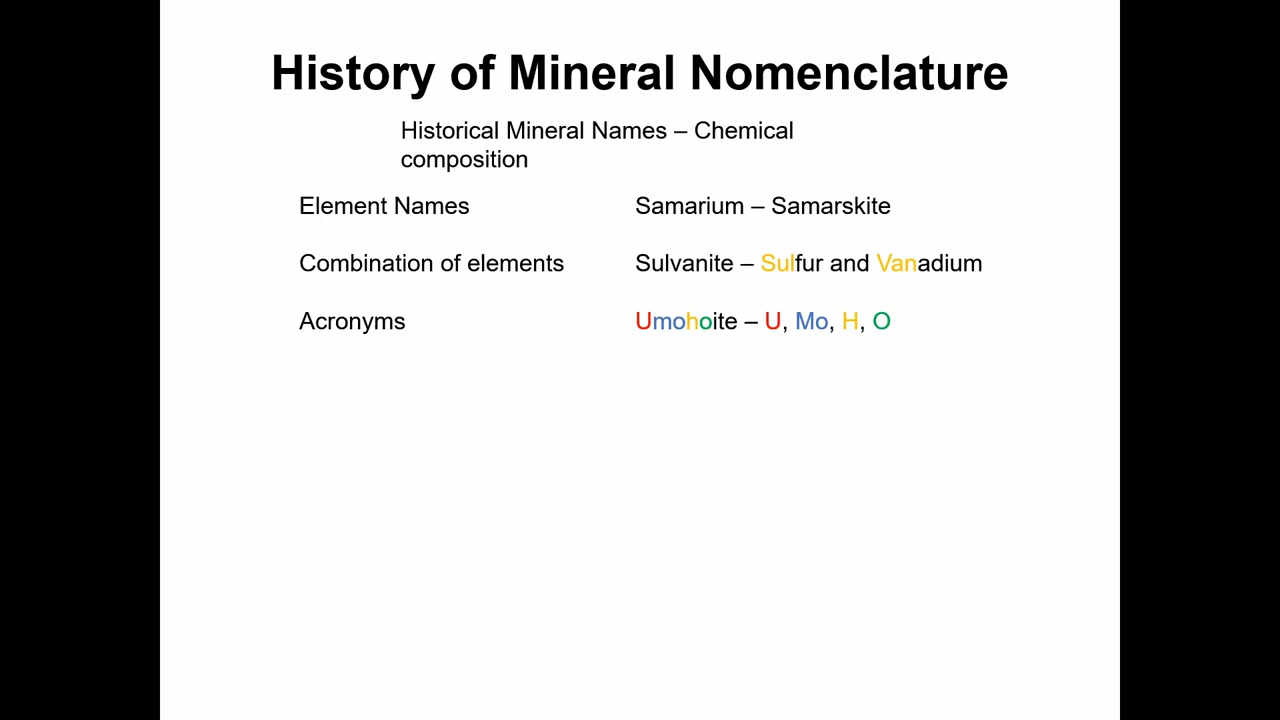 History of Mineral Nomenclature
Historical Mineral Names – Chemical
composition
Element Names
Samarium – Samarskite
Combination of elements
Sulvanite – Sulfur and Vanadium
Acronyms
Umohoite – U, Mo, H, O